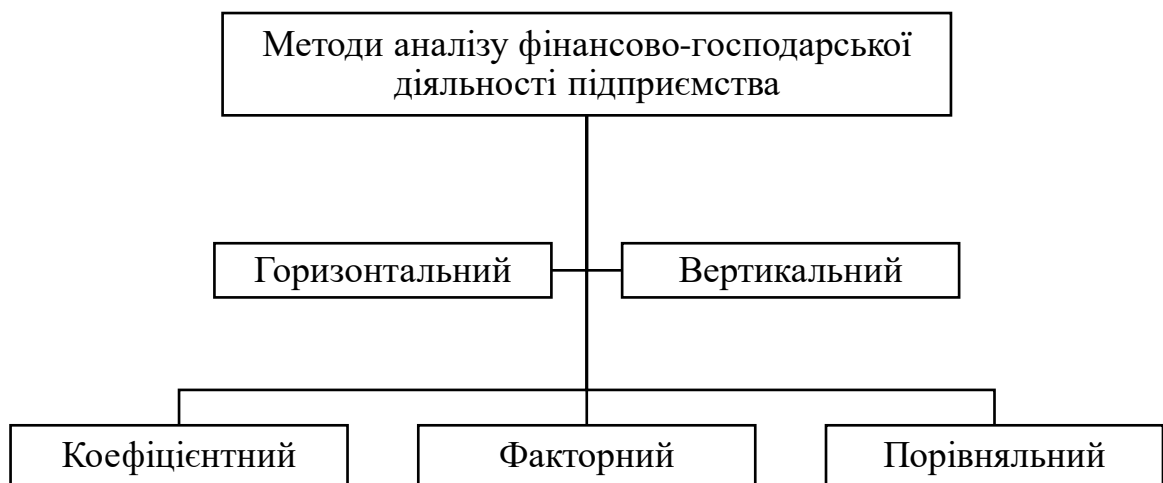 Методи аналізу фінансово-господарської
діяльності підприємства
Горизонтальний
Вертикальний
Коефіцієнтний
Факторний
Порівняльний